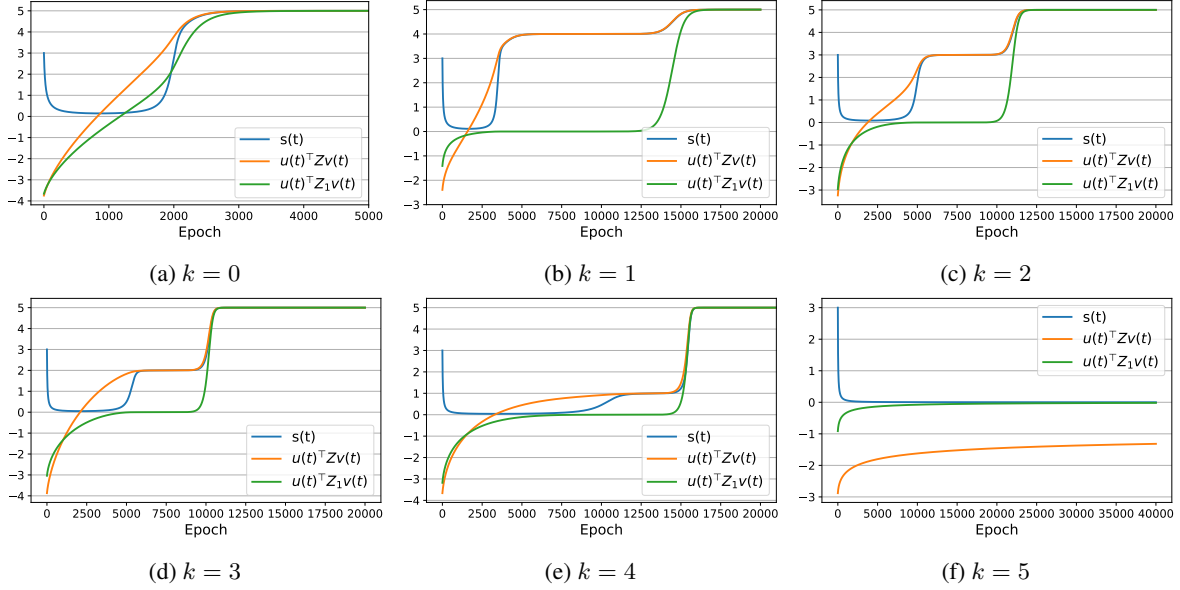 5
4
3
2
1
0
−1
−2
−3
−4
s(t)
u(t)⊤Zv(t)
u(t)⊤Z₁v(t)
0 1000 2000 3000 4000 5000
Epoch
(a) k = 0
5
4
3
2
1
0
−1
−2
−3
s(t)
u(t)⊤Zv(t)
u(t)⊤Z₁v(t)
0 2500 5000 7500 10000 12500 15000 17500 20000
Epoch
(b) k = 1
5
4
3
2
1
0
−1
−2
−3
s(t)
u(t)⊤Zv(t)
u(t)⊤Z₁v(t)
0 2500 5000 7500 10000 12500 15000 17500 20000
Epoch
(c) k = 2
5
4
3
2
1
0
−1
−2
−3
−4
s(t)
u(t)⊤Zv(t)
u(t)⊤Z₁v(t)
0 2500 5000 7500 10000 12500 15000 17500 20000
Epoch
(d) k = 3
5
4
3
2
1
0
−1
−2
−3
−4
s(t)
u(t)⊤Zv(t)
u(t)⊤Z₁v(t)
0 2500 5000 7500 10000 12500 15000 17500 20000
Epoch
(e) k = 4
3
2
1
0
−1
−2
−3
s(t)
u(t)⊤Zv(t)
u(t)⊤Z₁v(t)
0 5000 10000 15000 20000 25000 30000 35000 40000
Epoch
(f) k = 5